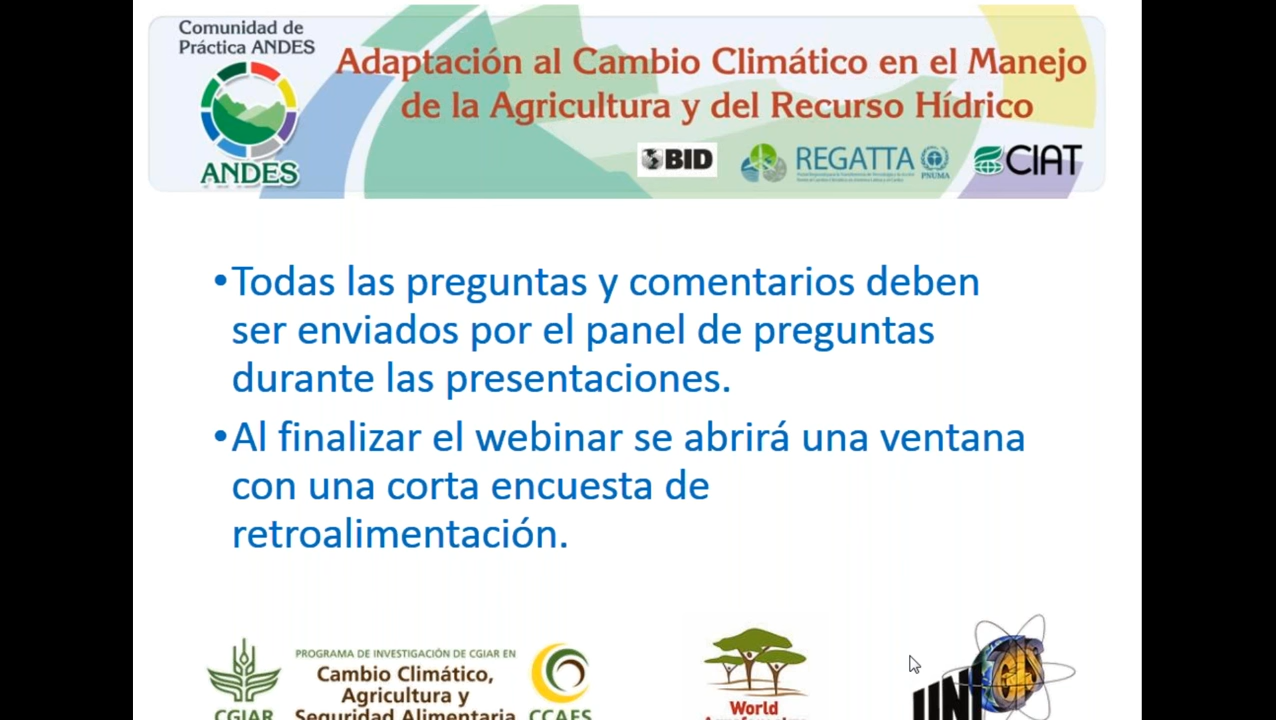 Comunidad de
Práctica ANDES
ANDES
Adaptación al Cambio Climático en el Manejo
de la Agricultura y del Recurso Hídrico
BID
REGATTA
PNUMA
CIAT
•Todas las preguntas y comentarios deben
ser enviados por el panel de preguntas
durante las presentaciones.
•Al finalizar el webinar se abrirá una ventana
con una corta encuesta de
retroalimentación.
CGIAR
PROGRAMA DE INVESTIGACIÓN DE CGIAR EN
Cambio Climático,
Agricultura y
Seguridad Alimentaria
CCAFS
World